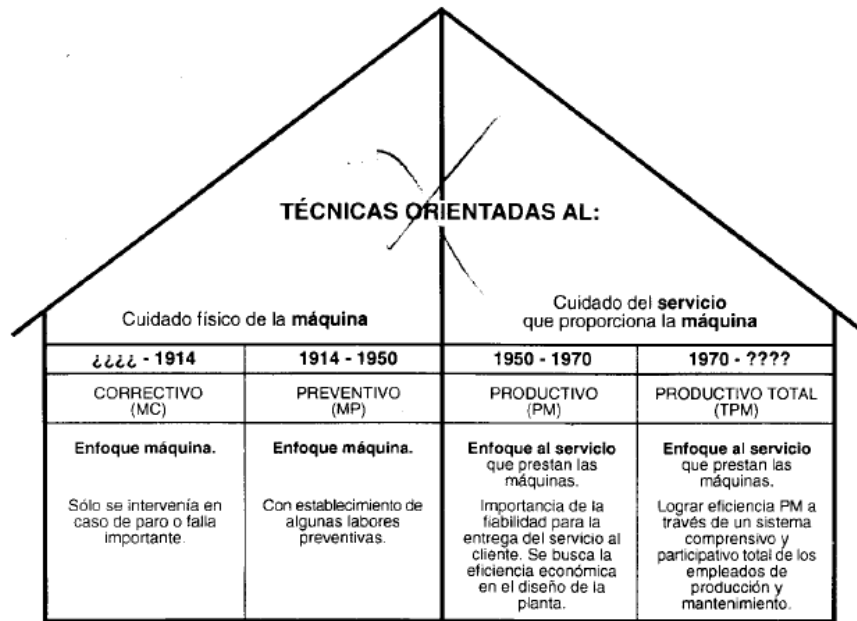 TÉCNICAS ORIENTADAS AL:
Cuidado físico de la máquina
Cuidado del servicio
que proporciona la máquina
¿¿¿¿ - 1914
1914 - 1950
1950 - 1970
1970 - ????
CORRECTIVO
(MC)
PREVENTIVO
(MP)
PRODUCTIVO
(PM)
PRODUCTIVO TOTAL
(TPM)
Enfoque máquina.
Sólo se intervenía en
caso de paro o falla
importante.
Enfoque máquina.
Con establecimiento de
algunas labores
preventivas.
Enfoque al servicio
que prestan las
máquinas.
Importancia de la
fiabilidad para la
entrega del servicio al
cliente. Se busca la
eficiencia económica
en el diseño de la
planta.
Enfoque al servicio
que prestan las
máquinas.
Lograr eficiencia PM a
través de un sistema
comprensivo y
participativo total de los
empleados de
producción y
mantenimiento.